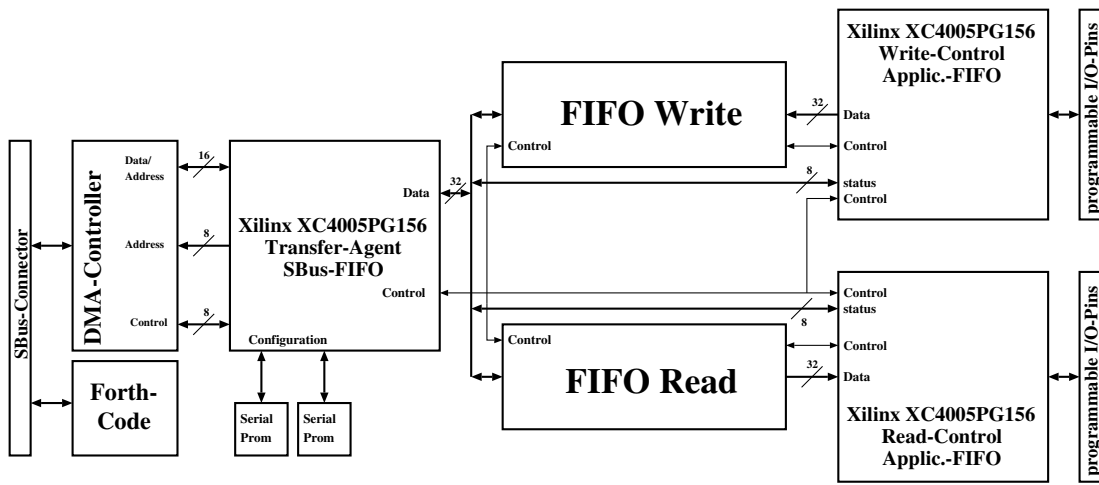 SBus-Connector
DMA-Controller
Data/
Address
16
Address
8
Control
8
Forth-
Code
Xilinx XC4005PG156
Transfer-Agent
SBus-FIFO
Data
32
Control
Configuration
Serial
Prom
Serial
Prom
FIFO Write
Control
32
8
FIFO Read
Control
8
32
Xilinx XC4005PG156
Write-Control
Applic.-FIFO
Data
Control
status
Control
programmable I/O-Pins
Control
status
Control
Data
Xilinx XC4005PG156
Read-Control
Applic.-FIFO
programmable I/O-Pins